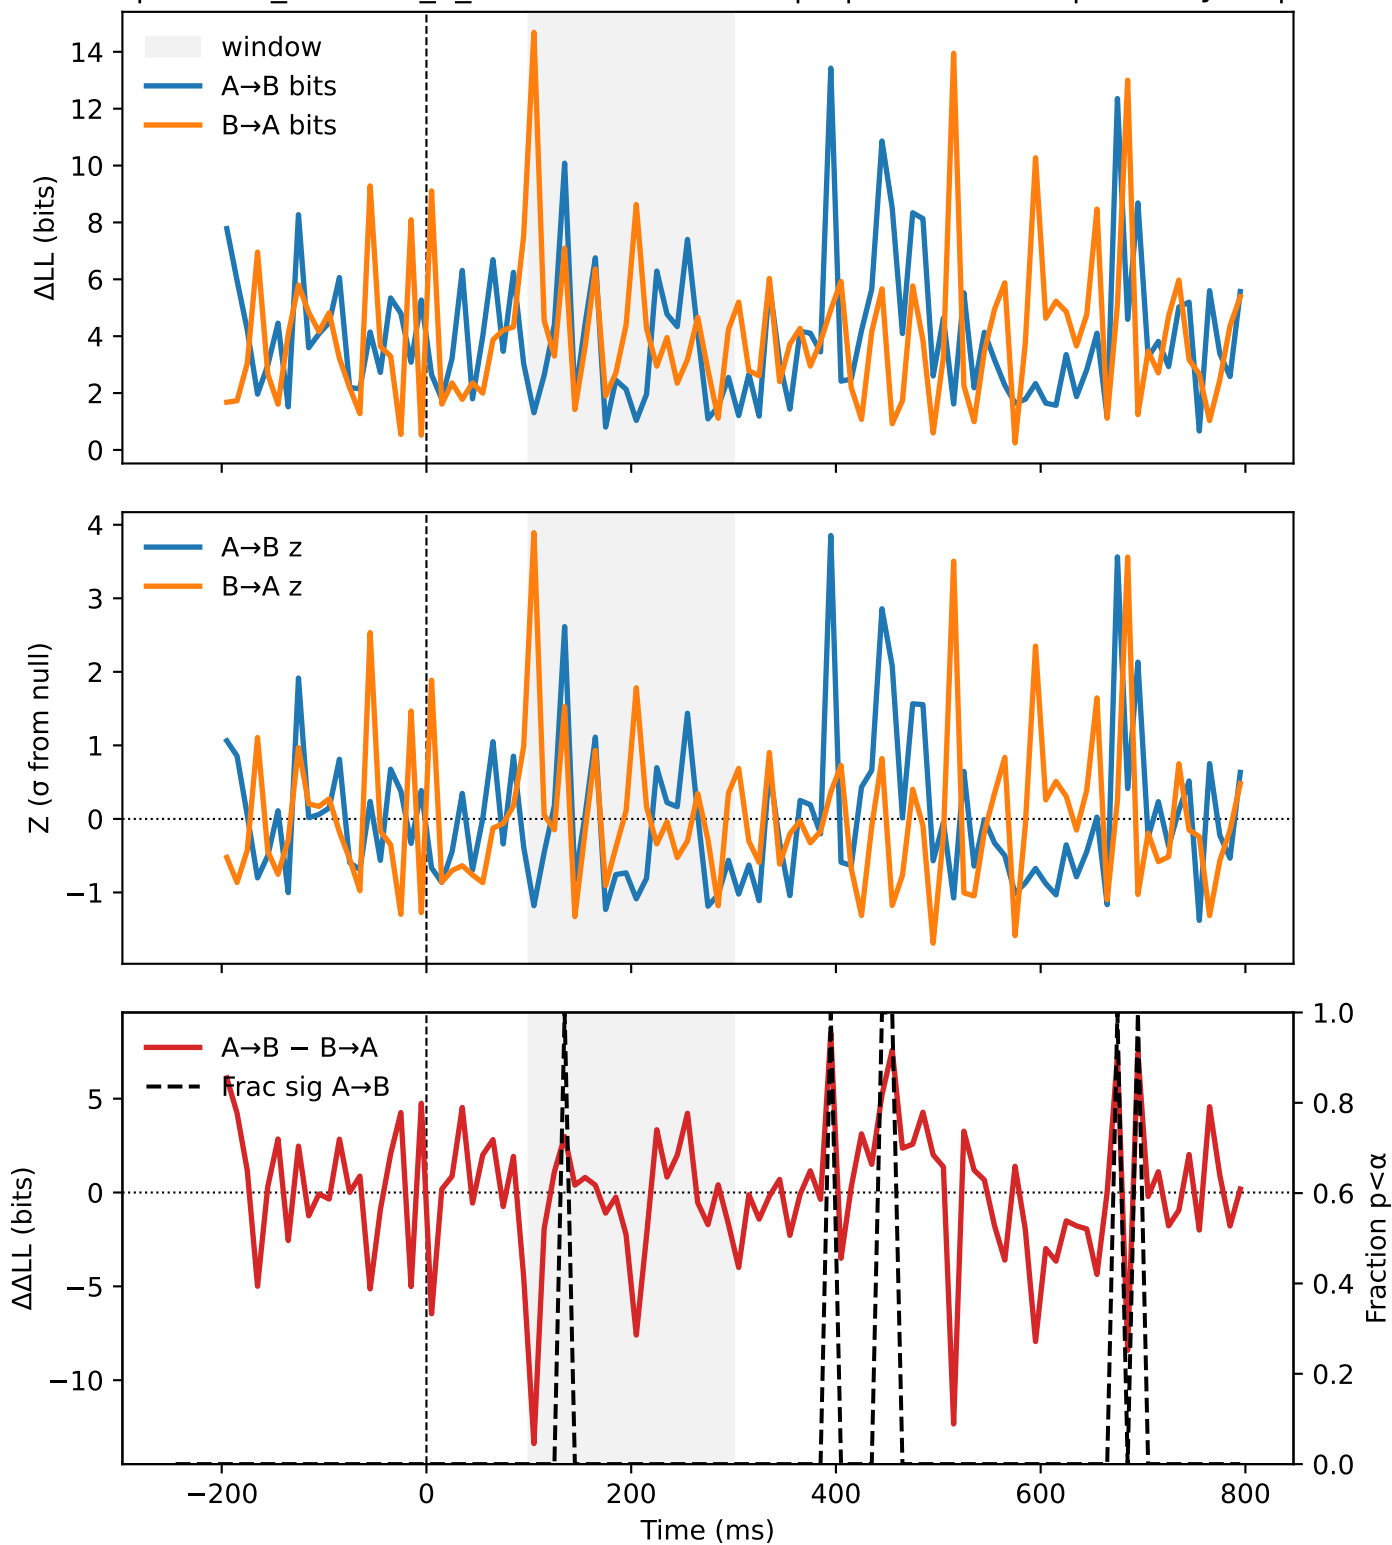 window
A→B bits
B→A bits
ΔLL (bits)
14
12
10
8
6
4
2
0
A→B z
B→A z
Z (σ from null)
4
3
2
1
0
−1
A→B − B→A
Frac sig A→B
ΔΔLL (bits)
5
0
−5
−10
1.0
0.8
0.6
0.4
0.2
0.0
Fraction p<α
−200
0
200
400
600
800
Time (ms)